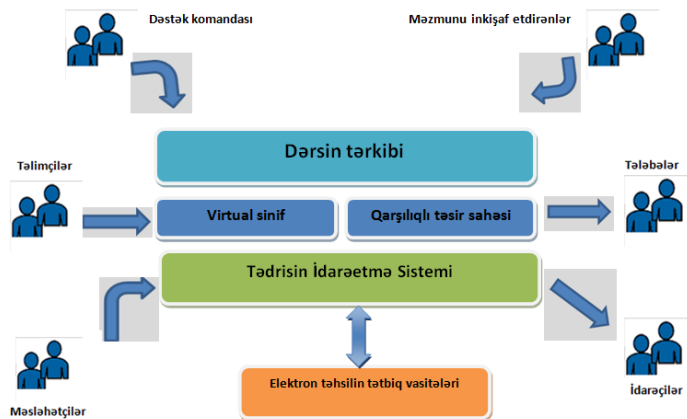 Dəstək komandası
Məzmunu inkişaf etdirənlər
Dərsin tərkibi
Təlimçilər
Tələbələr
Virtual sinif
Qarşılıqlı təsir sahəsi
Tədrisin İdarəetmə Sistemi
Elektron təhsilin tətbiq vasitələri
İdarəçilər
Məsləhətçilər